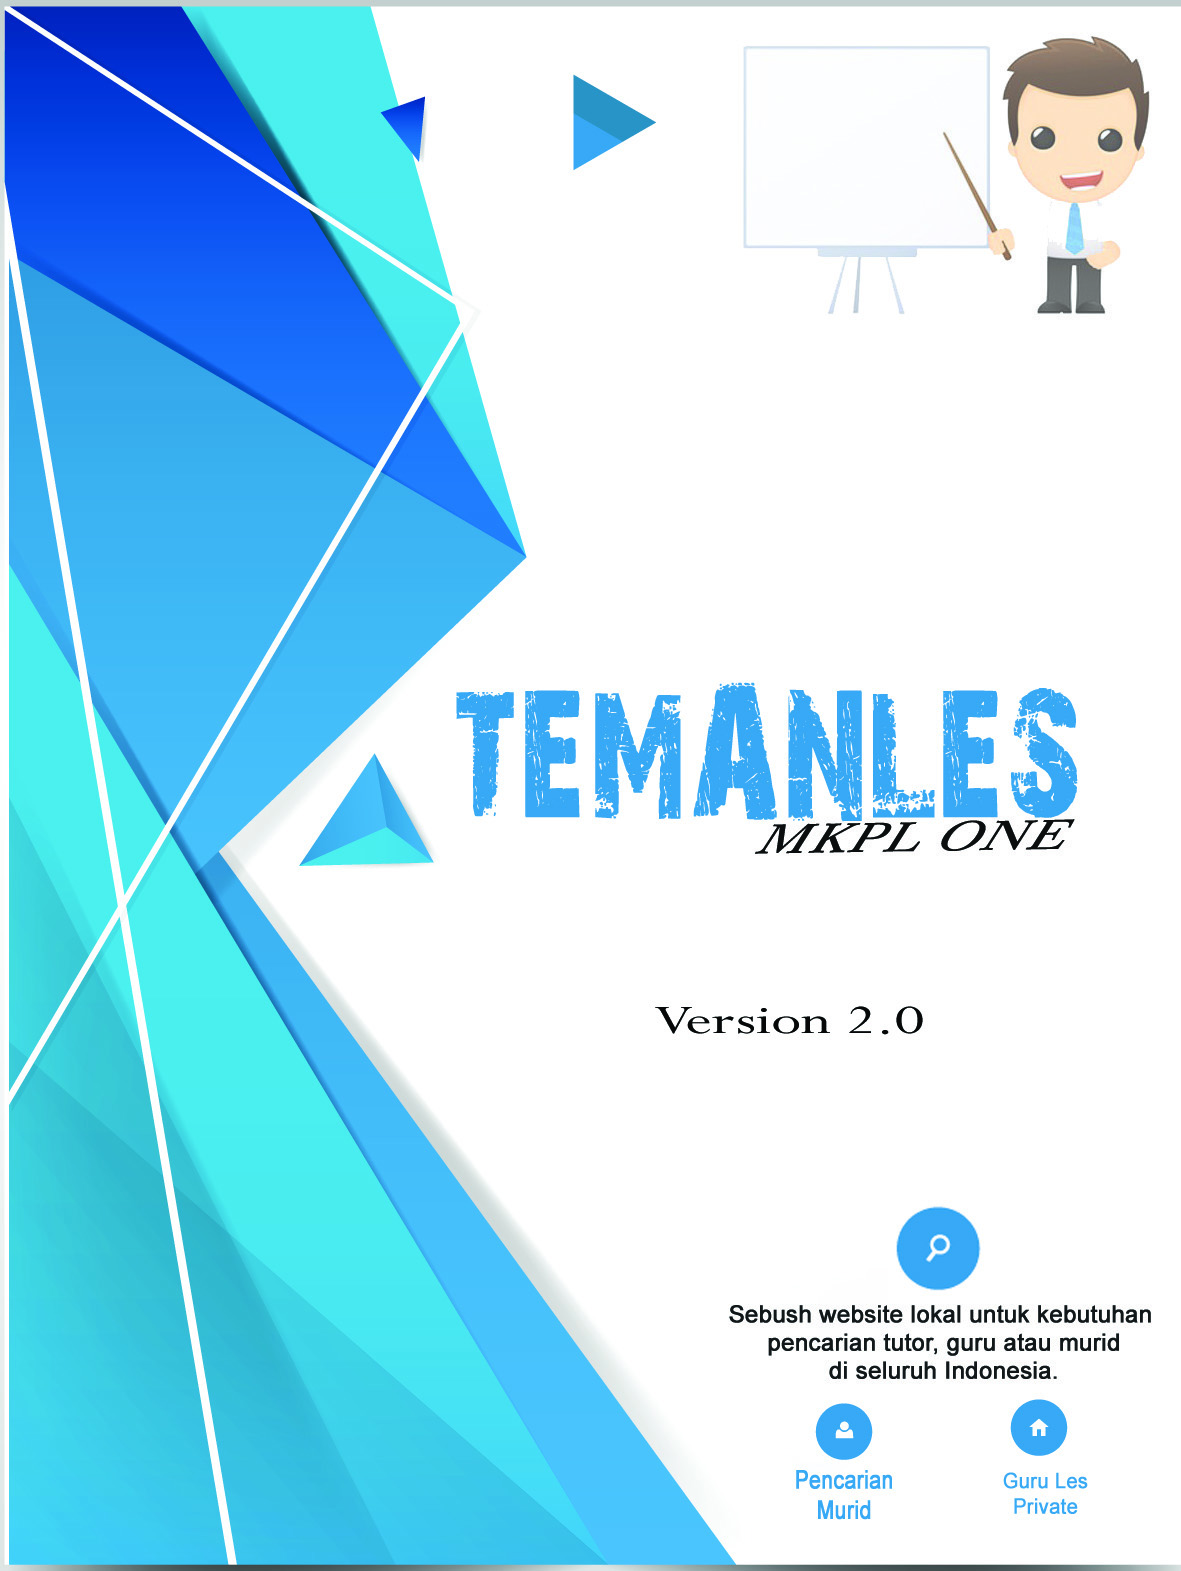 TEMANLES
MKPL ONE
Version 2.0
Sebush website lokal untuk kebutuhan
pencarian tutor, guru atau murid
di seluruh Indonesia.
Pencarian
Murid
Guru Les
Private